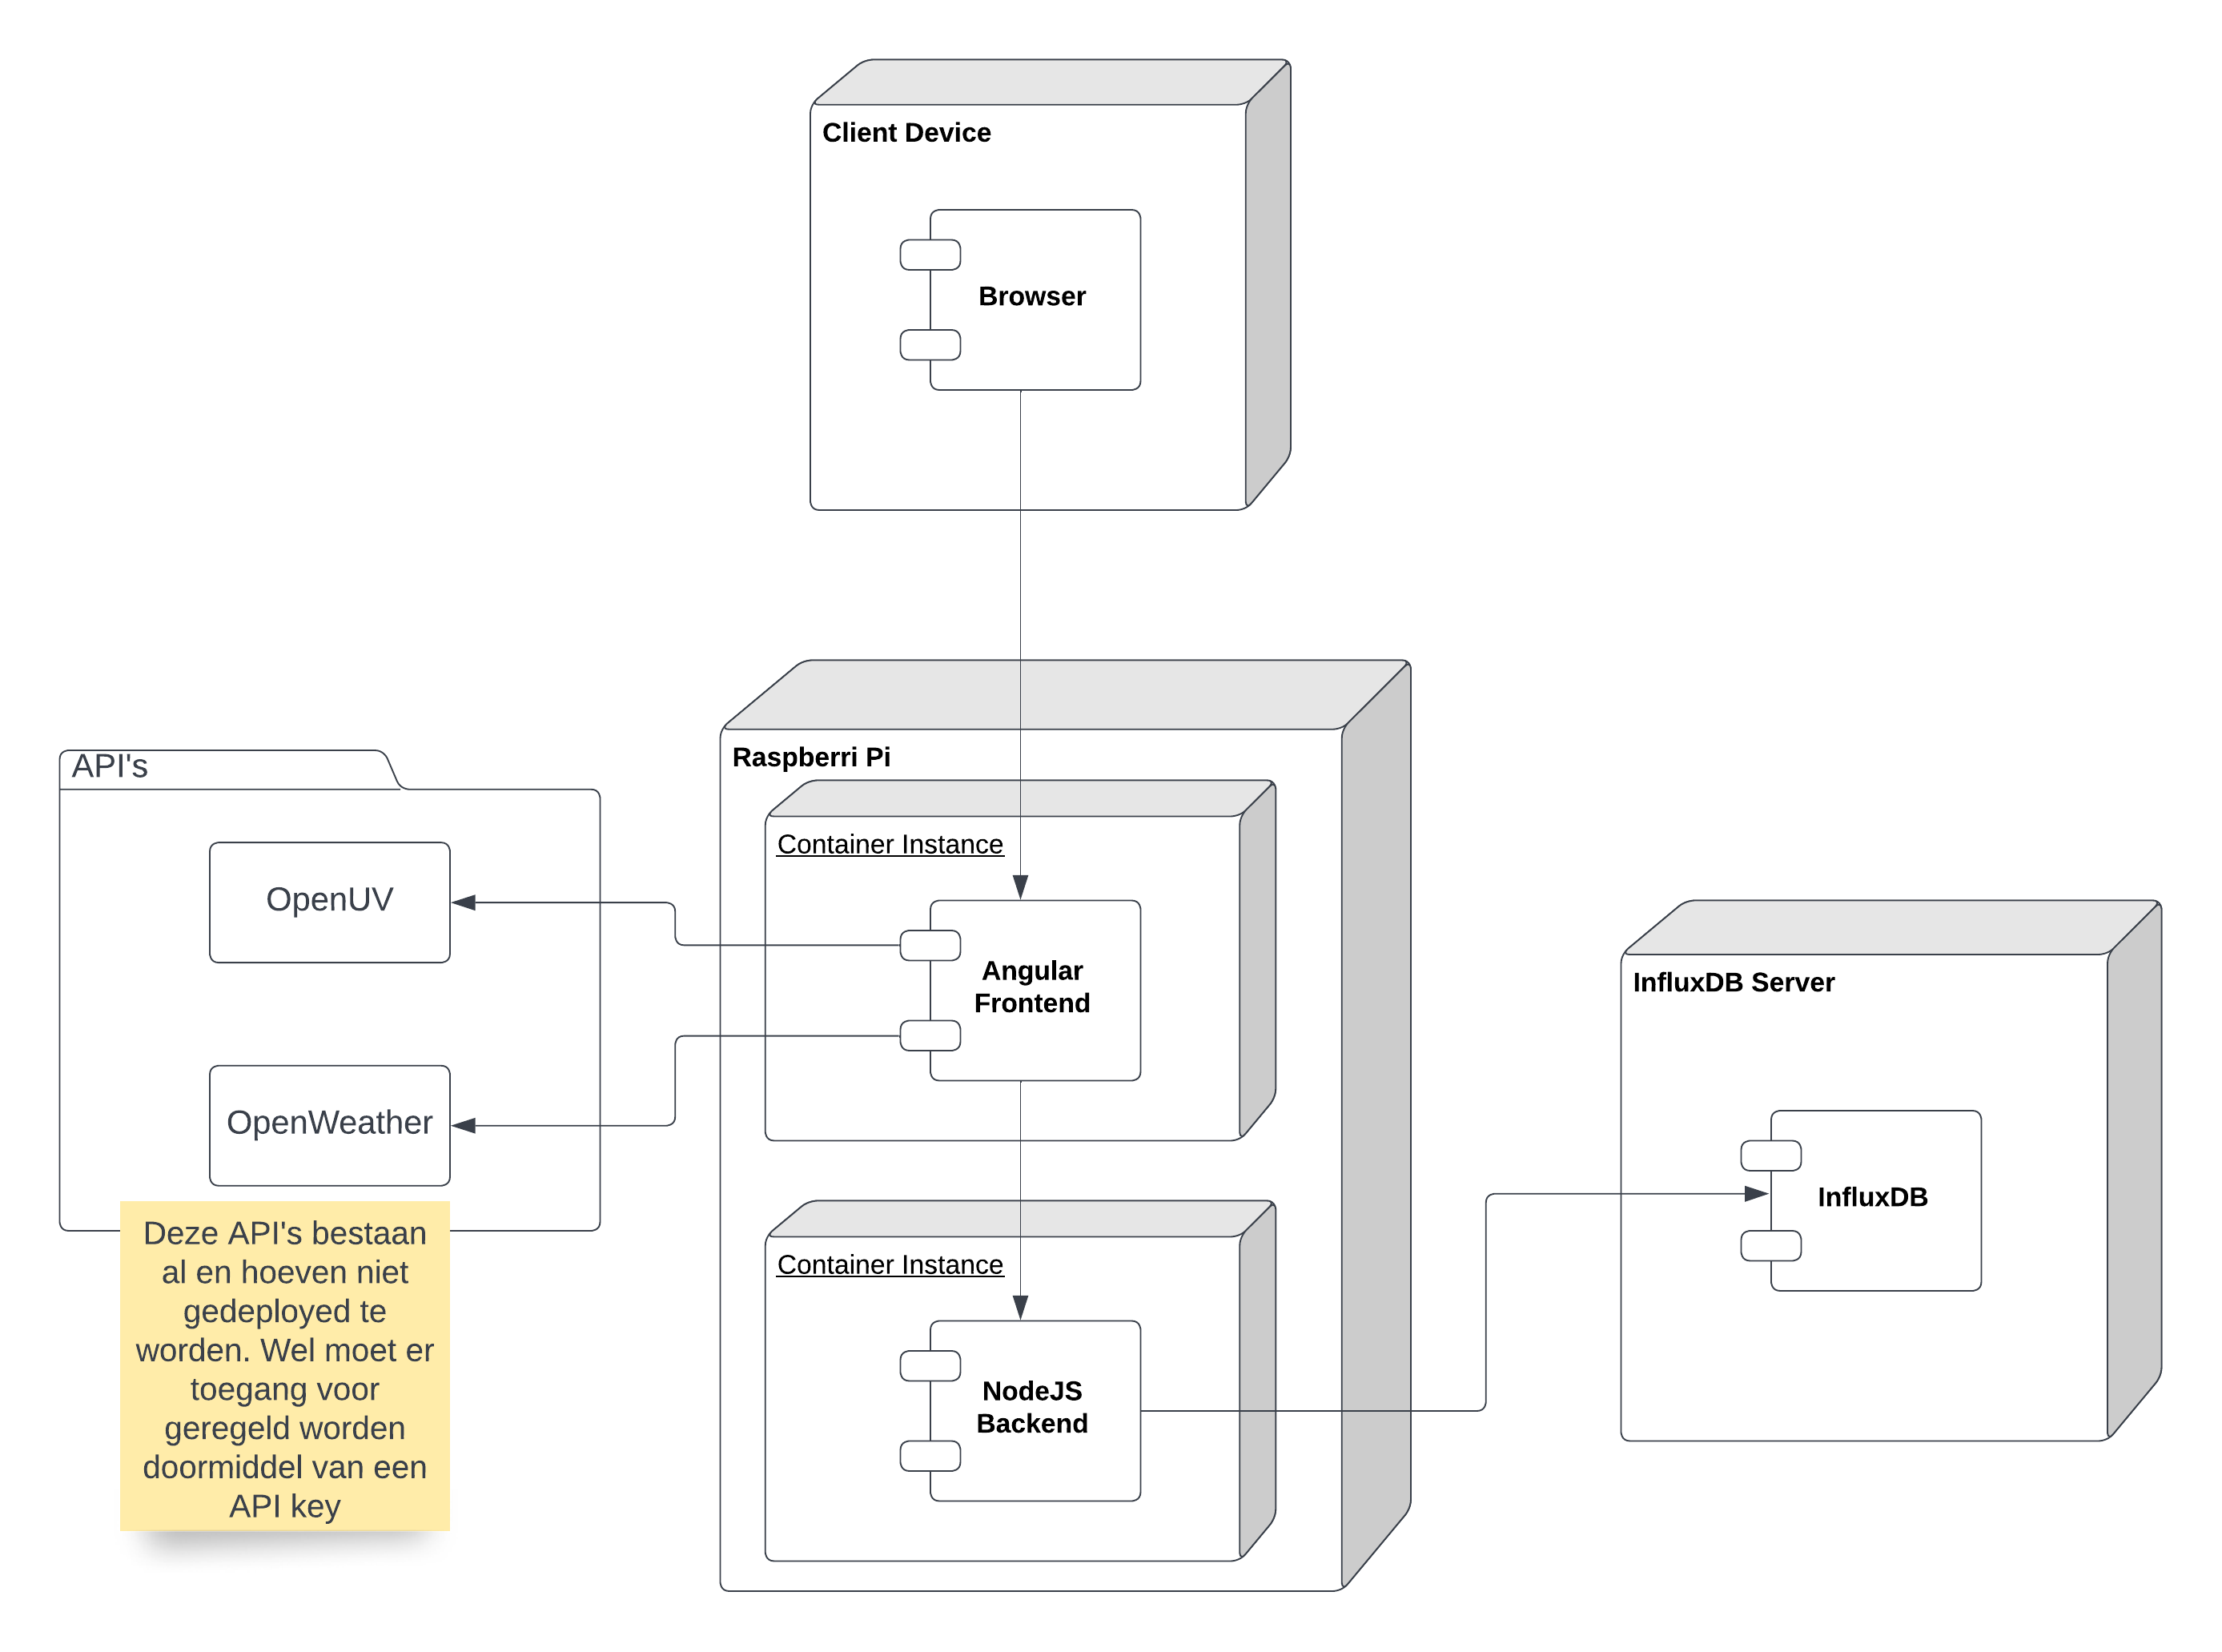 Client Device
Browser
API's
OpenUV
OpenWeather
Deze API's bestaan
al en hoeven niet
gedeployed te
worden. Wel moet er
toegang voor
geregeld worden
doormiddel van een
API key
Raspberri Pi
Container Instance
Angular
Frontend
Container Instance
NodeJS
Backend
InfluxDB Server
InfluxDB